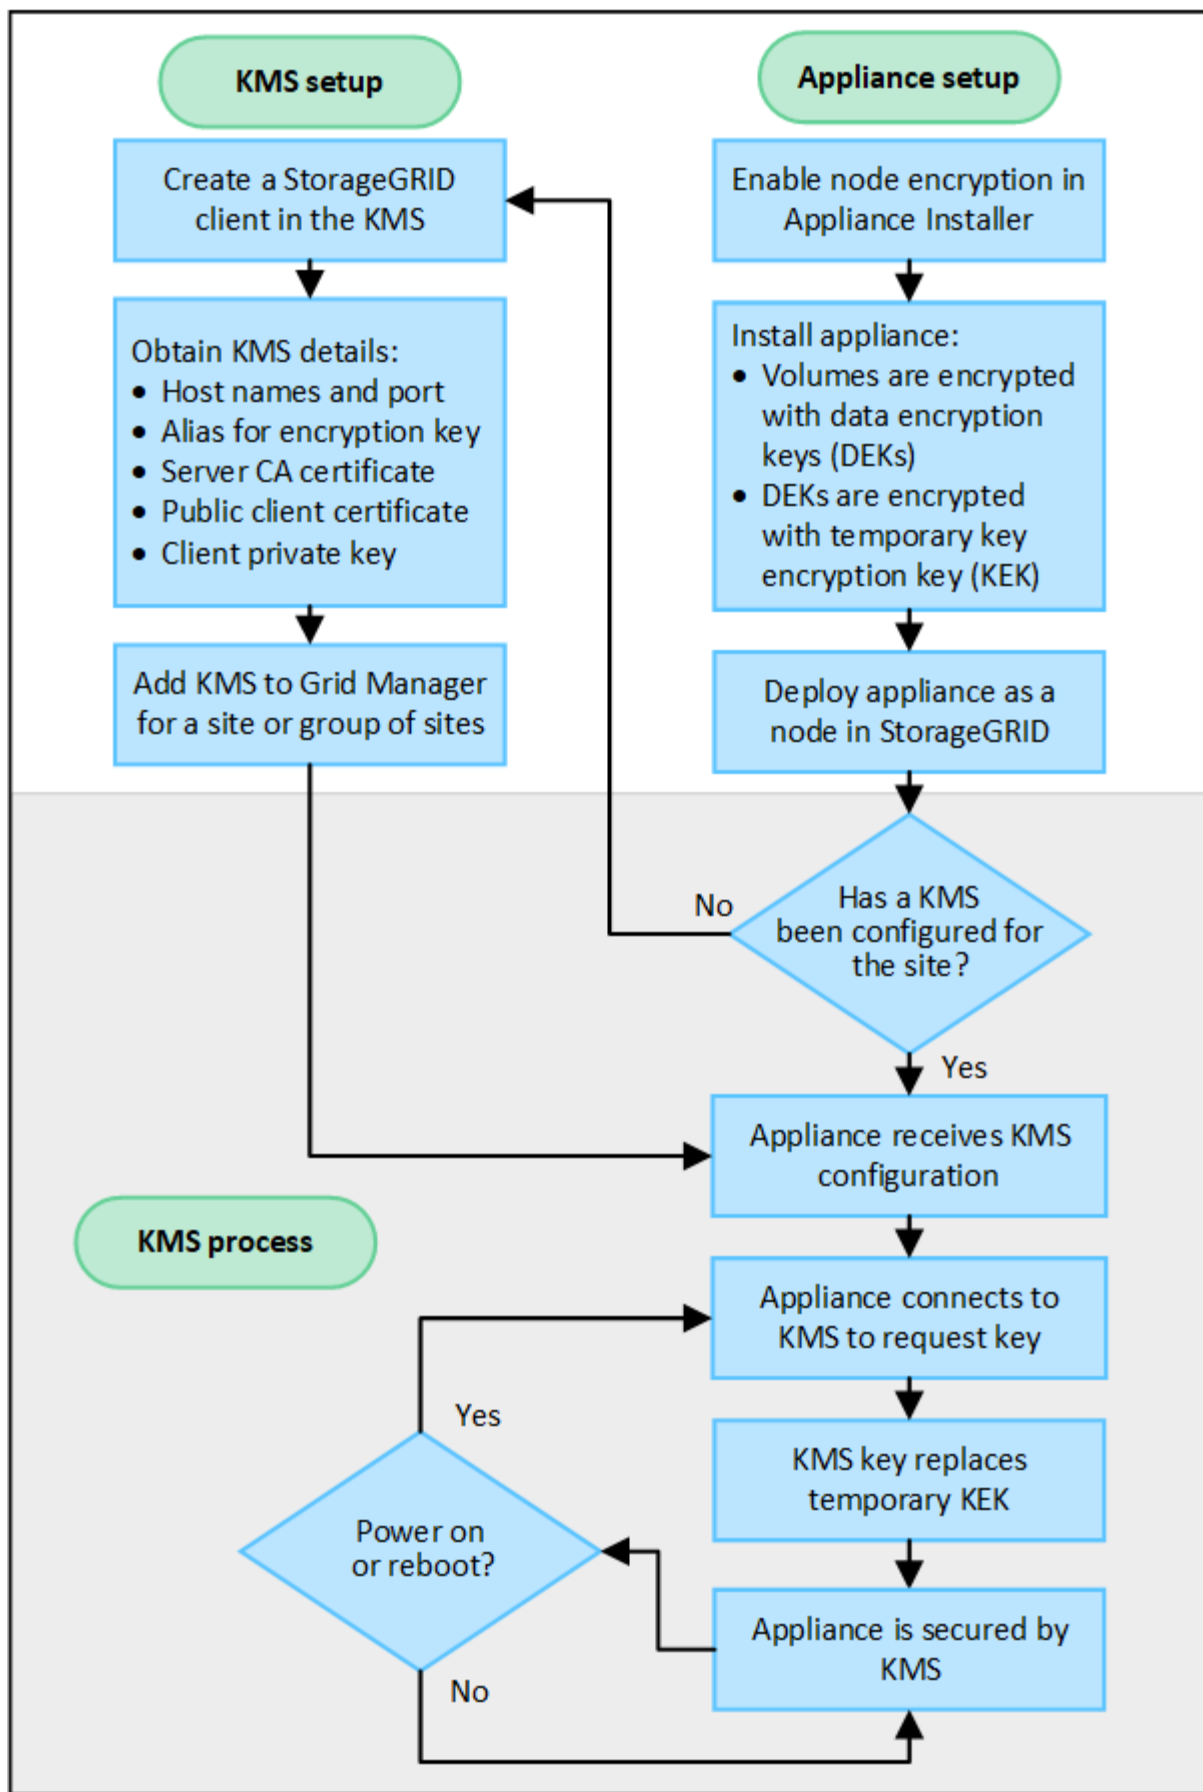 KMS setup
Create a StorageGRID
client in the KMS
Obtain KMS details:
• Host names and port
• Alias for encryption key
• Server CA certificate
• Public client certificate
• Client private key
Add KMS to Grid Manager
for a site or group of sites
Appliance setup
Enable node encryption in
Appliance Installer
Install appliance:
• Volumes are encrypted
with data encryption
keys (DEKs)
• DEKs are encrypted
with temporary key
encryption key (KEK)
Deploy appliance as a
node in StorageGRID
Has a KMS
been configured for
the site?
No
Yes
Appliance receives KMS
configuration
KMS process
Appliance connects to
KMS to request key
KMS key replaces
temporary KEK
Appliance is secured by
KMS
Power on
or reboot?
Yes
No